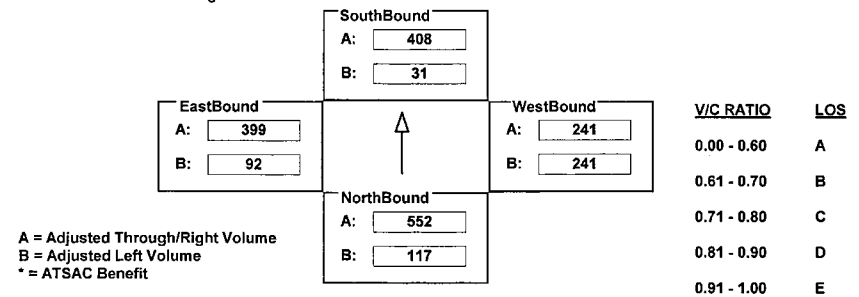 SouthBound
A: 408
B: 31
EastBound
A: 399
B: 92
WestBound
A: 241
B: 241
NorthBound
A: 552
B: 117
A = Adjusted Through/Right Volume
B = Adjusted Left Volume
* = ATSAC Benefit
V/C RATIO LOS
0.00 - 0.60 A
0.61 - 0.70 B
0.71 - 0.80 C
0.81 - 0.90 D
0.91 - 1.00 E